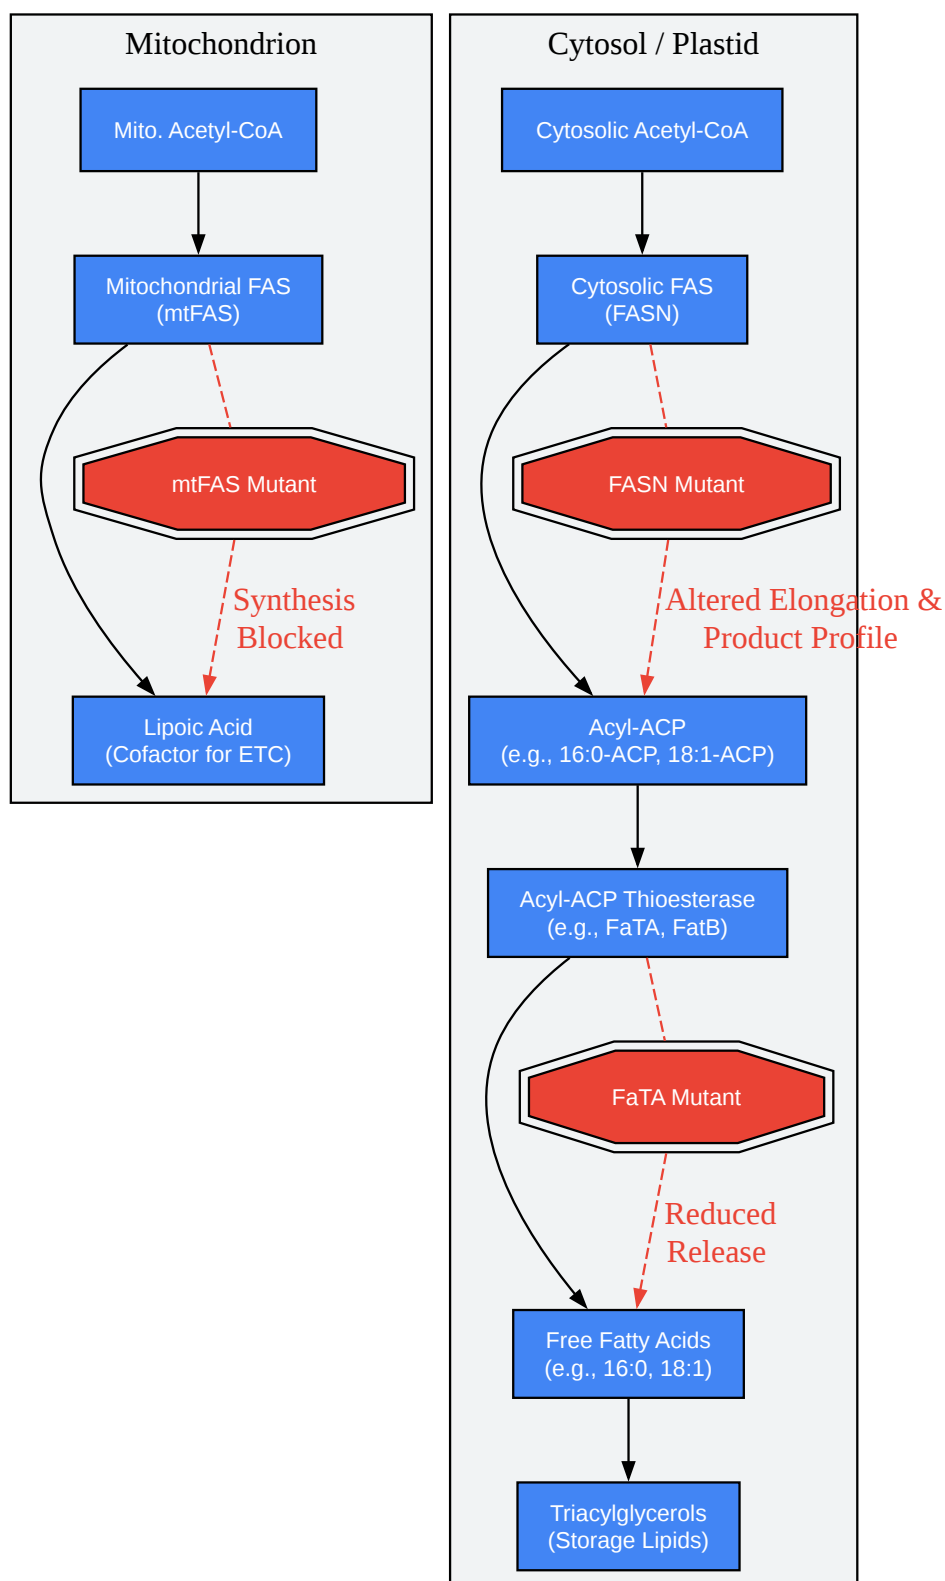 Mitochondrion
Mito. Acetyl-CoA
Mitochondrial FAS
(mtFAS)
mtFAS Mutant
Synthesis
Blocked
Lipoic Acid
(Cofactor for ETC)
Cytosol / Plastid
Cytosolic Acetyl-CoA
Cytosolic FAS
(FASN)
FASN Mutant
Altered Elongation &
Product Profile
Acyl-ACP
(e.g., 16:0-ACP, 18:1-ACP)
Acyl-ACP Thioesterase
(e.g., FaTA, FatB)
FaTA Mutant
Reduced
Release
Free Fatty Acids
(e.g., 16:0, 18:1)
Triacylglycerols
(Storage Lipids)